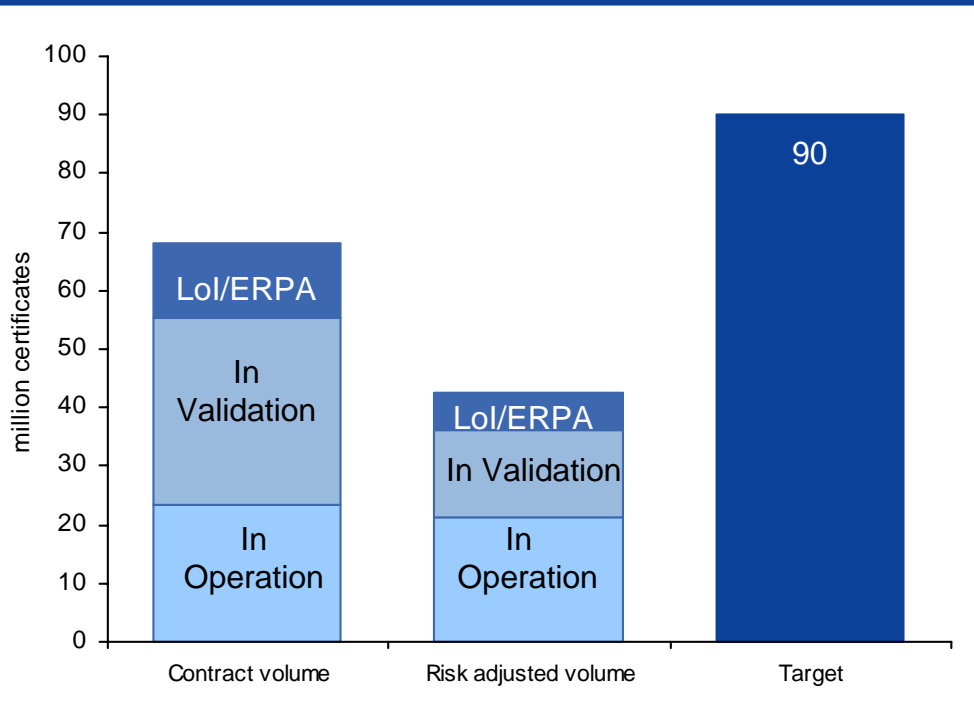 100
90
80
70
60
50
40
30
20
10
0
million certificates
LoI/ERPA
In
Validation
In
Operation
LoI/ERPA
In Validation
In
Operation
90
Contract volume
Risk adjusted volume
Target